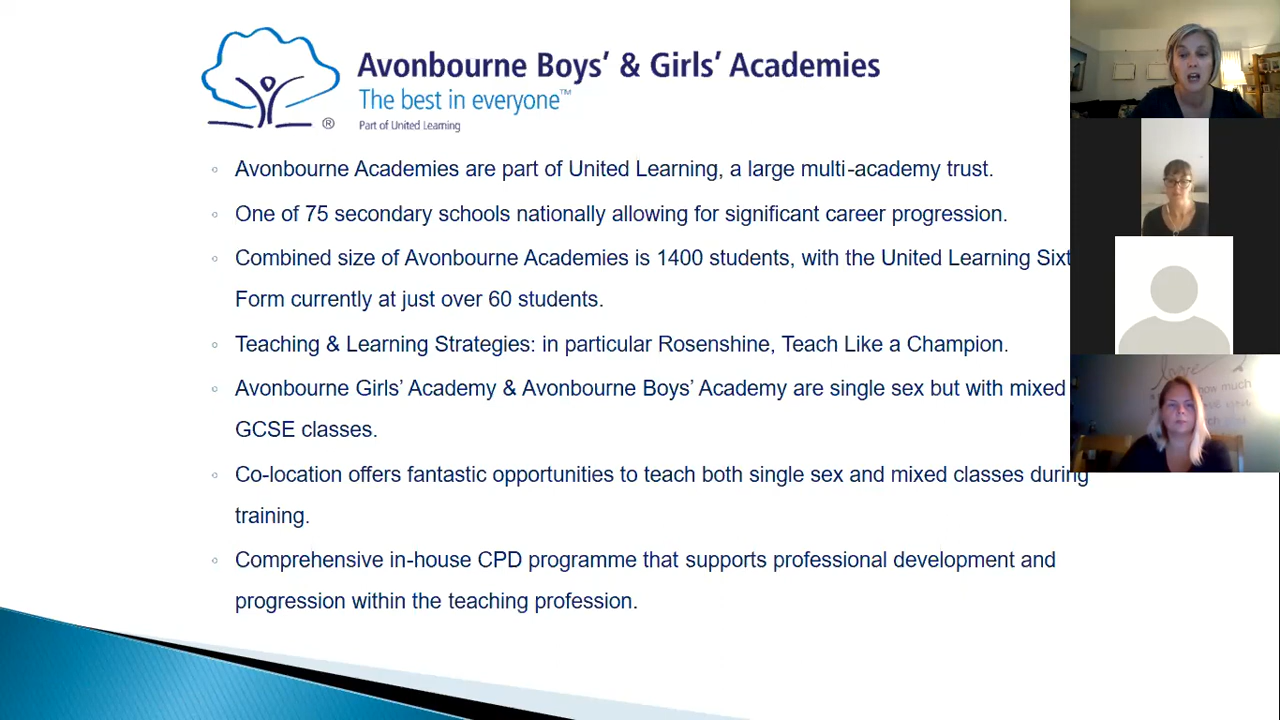 Avonbourne Boys' & Girls' Academies
The best in everyone™
Part of United Learning
®
Avonbourne Academies are part of United Learning, a large multi-academy trust.
One of 75 secondary schools nationally allowing for significant career progression.
Combined size of Avonbourne Academies is 1400 students, with the United Learning Sixt
Form currently at just over 60 students.
Teaching & Learning Strategies: in particular Rosenshine, Teach Like a Champion.
Avonbourne Girls' Academy & Avonbourne Boys' Academy are single sex but with mixed
GCSE classes.
Co-location offers fantastic opportunities to teach both single sex and mixed classes during
training.
Comprehensive in-house CPD programme that supports professional development and
progression within the teaching profession.
how much